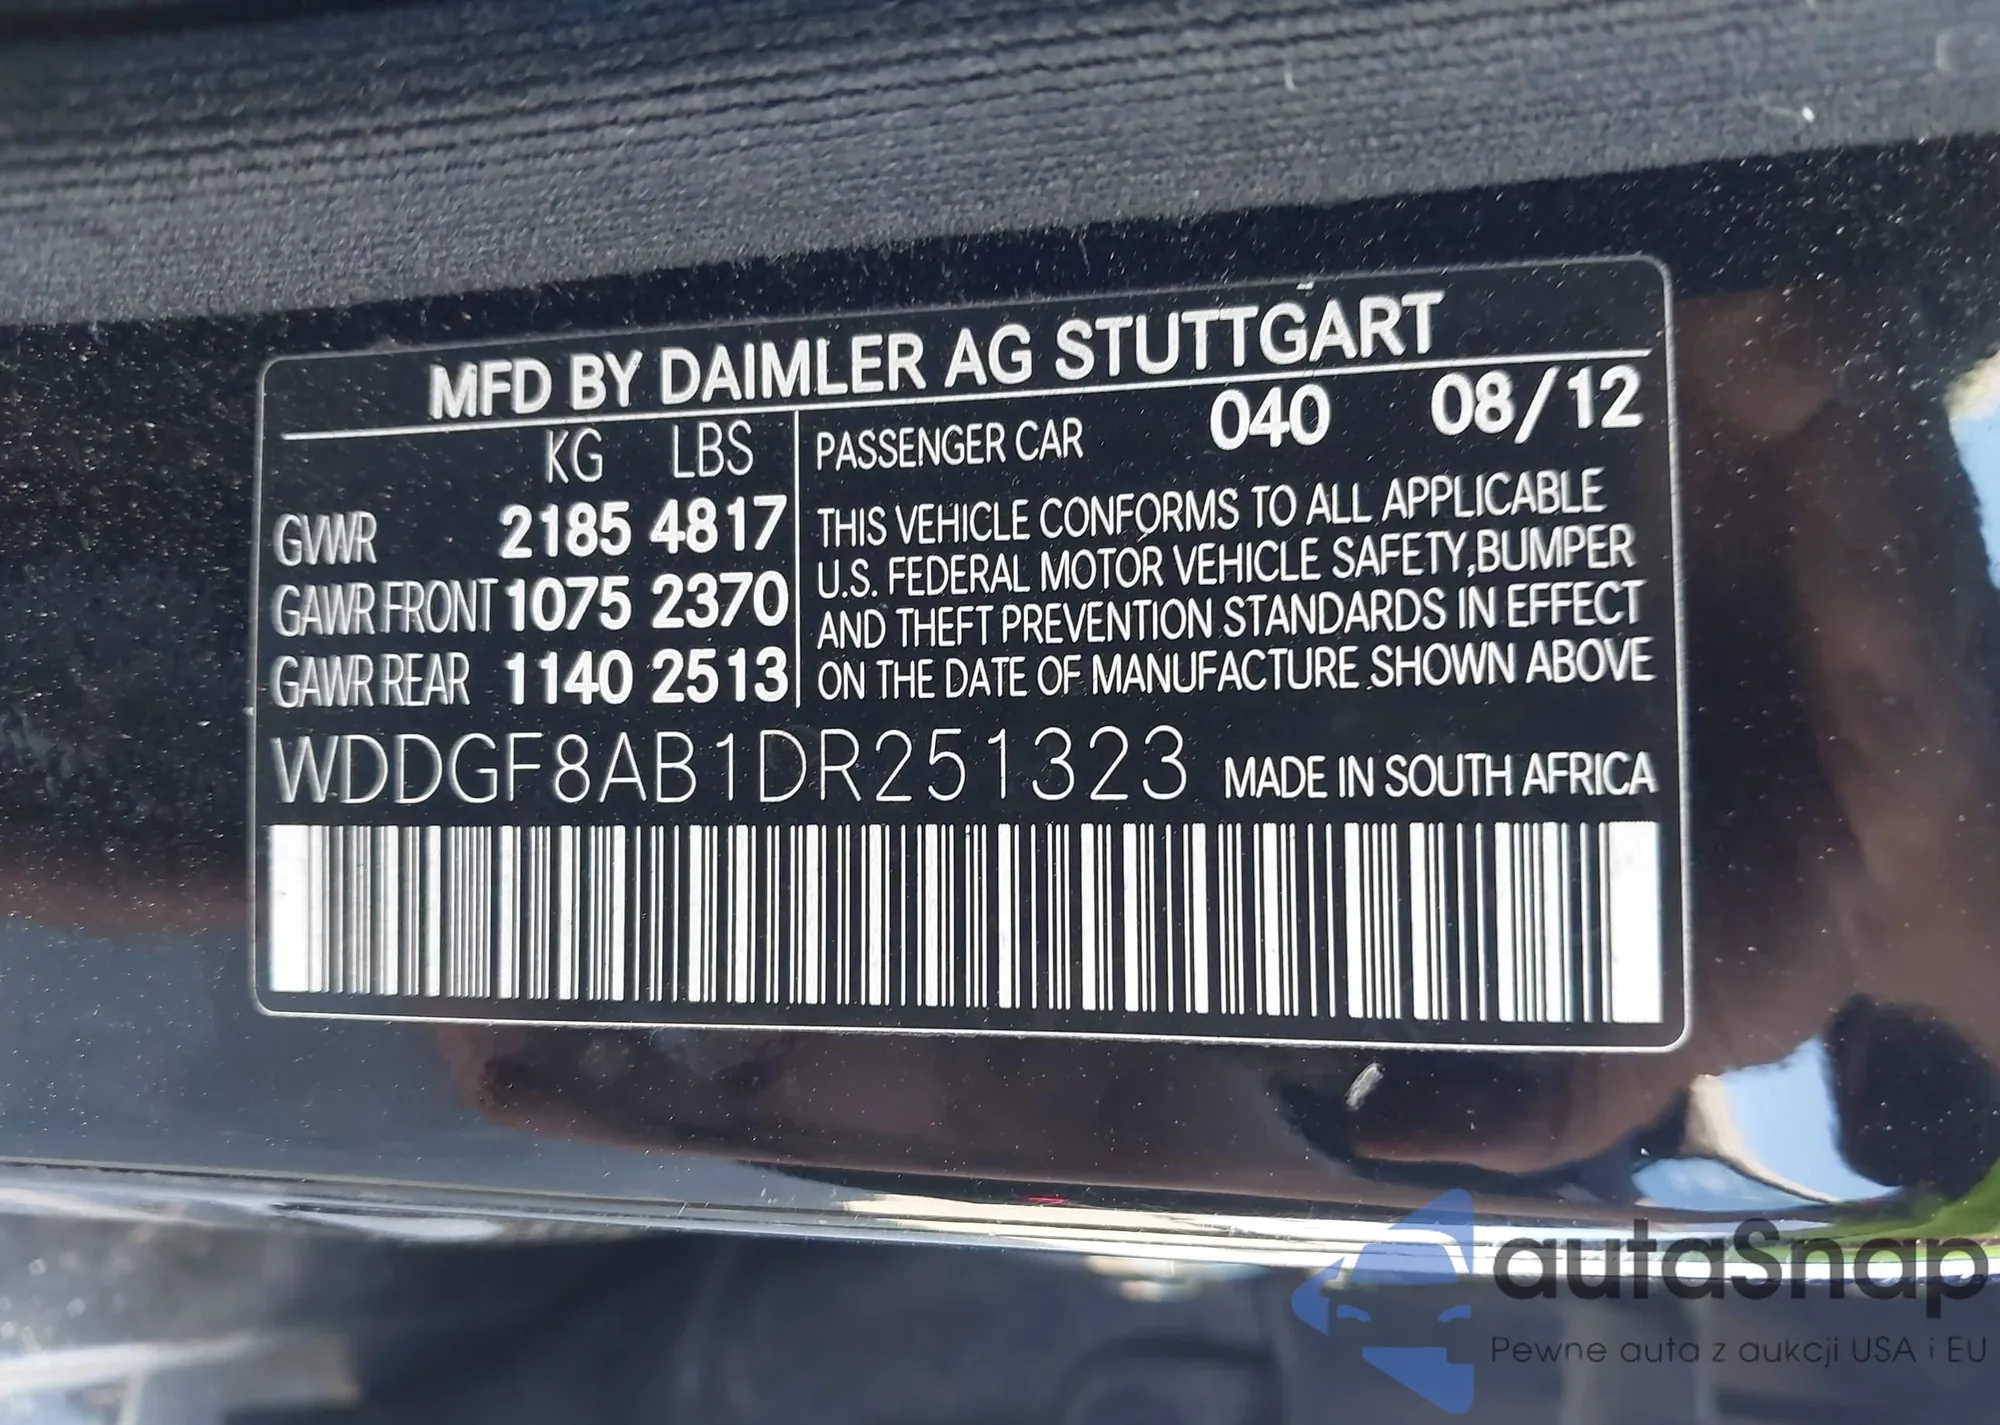 MFD BY DAIMLER AG STUTTGART
KG LBS
GVWR 2185 4817
GAWR FRONT 1075 2370
GAWR REAR 1140 2513
PASSENGER CAR 040 08/12
THIS VEHICLE CONFORMS TO ALL APPLICABLE
U.S. FEDERAL MOTOR VEHICLE SAFETY,BUMPER
AND THEFT PREVENTION STANDARDS IN EFFECT
ON THE DATE OF MANUFACTURE SHOWN ABOVE
WDDGF8AB1DR251323 MADE IN SOUTH AFRICA
autaSnap
Pewne auta z aukcji USA i EU